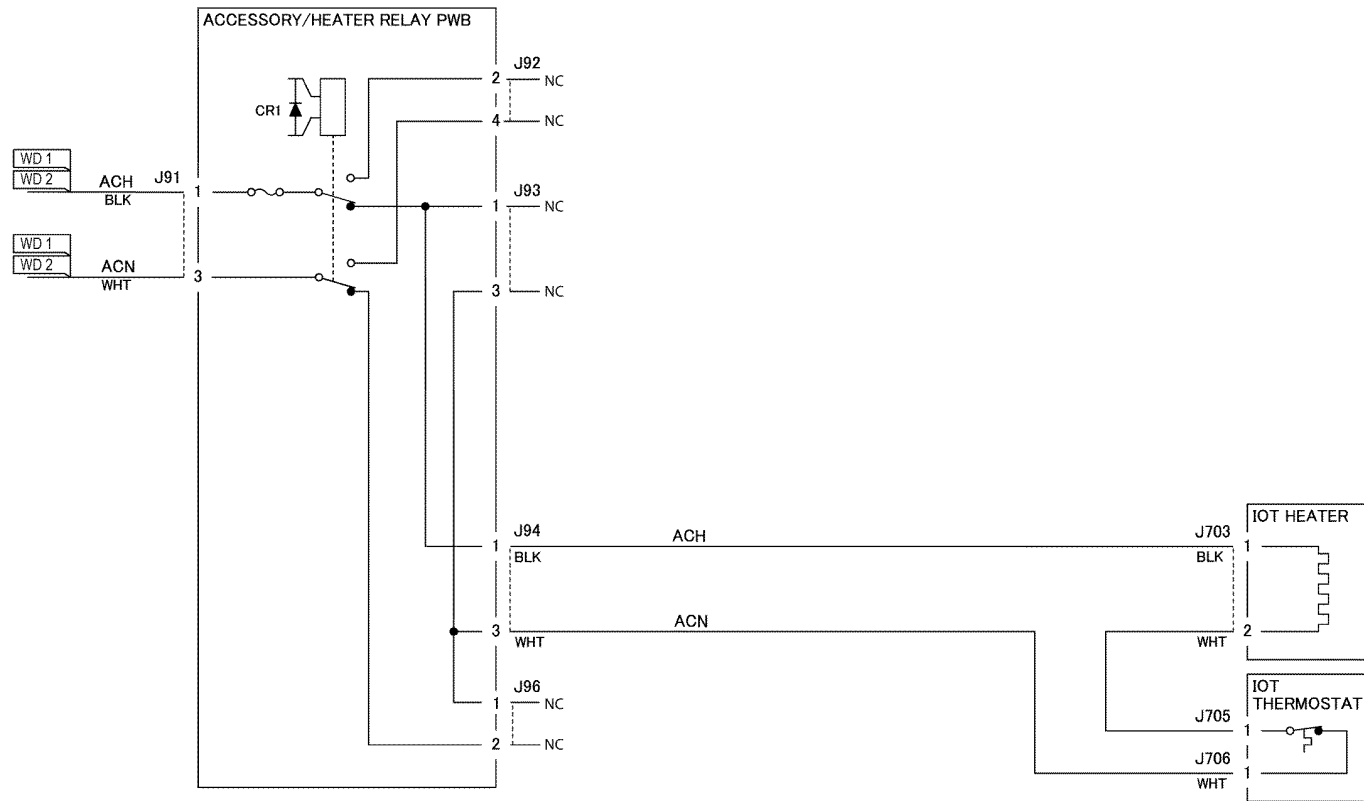 ACCESSORY/HEATER RELAY PWB
J92
2 NC
CR1
4 NC
WD 1
WD 2
ACH
J91
1
BLK
J93
1 NC
WD 1
WD 2
ACN
3
WHT
3 NC
J94
1
BLK
ACH
J703
BLK
1
IOT HEATER
3
WHT
ACN
WHT
2
J96
1 NC
2 NC
IOT
THERMOSTAT
J705
1
J706
1
WHT